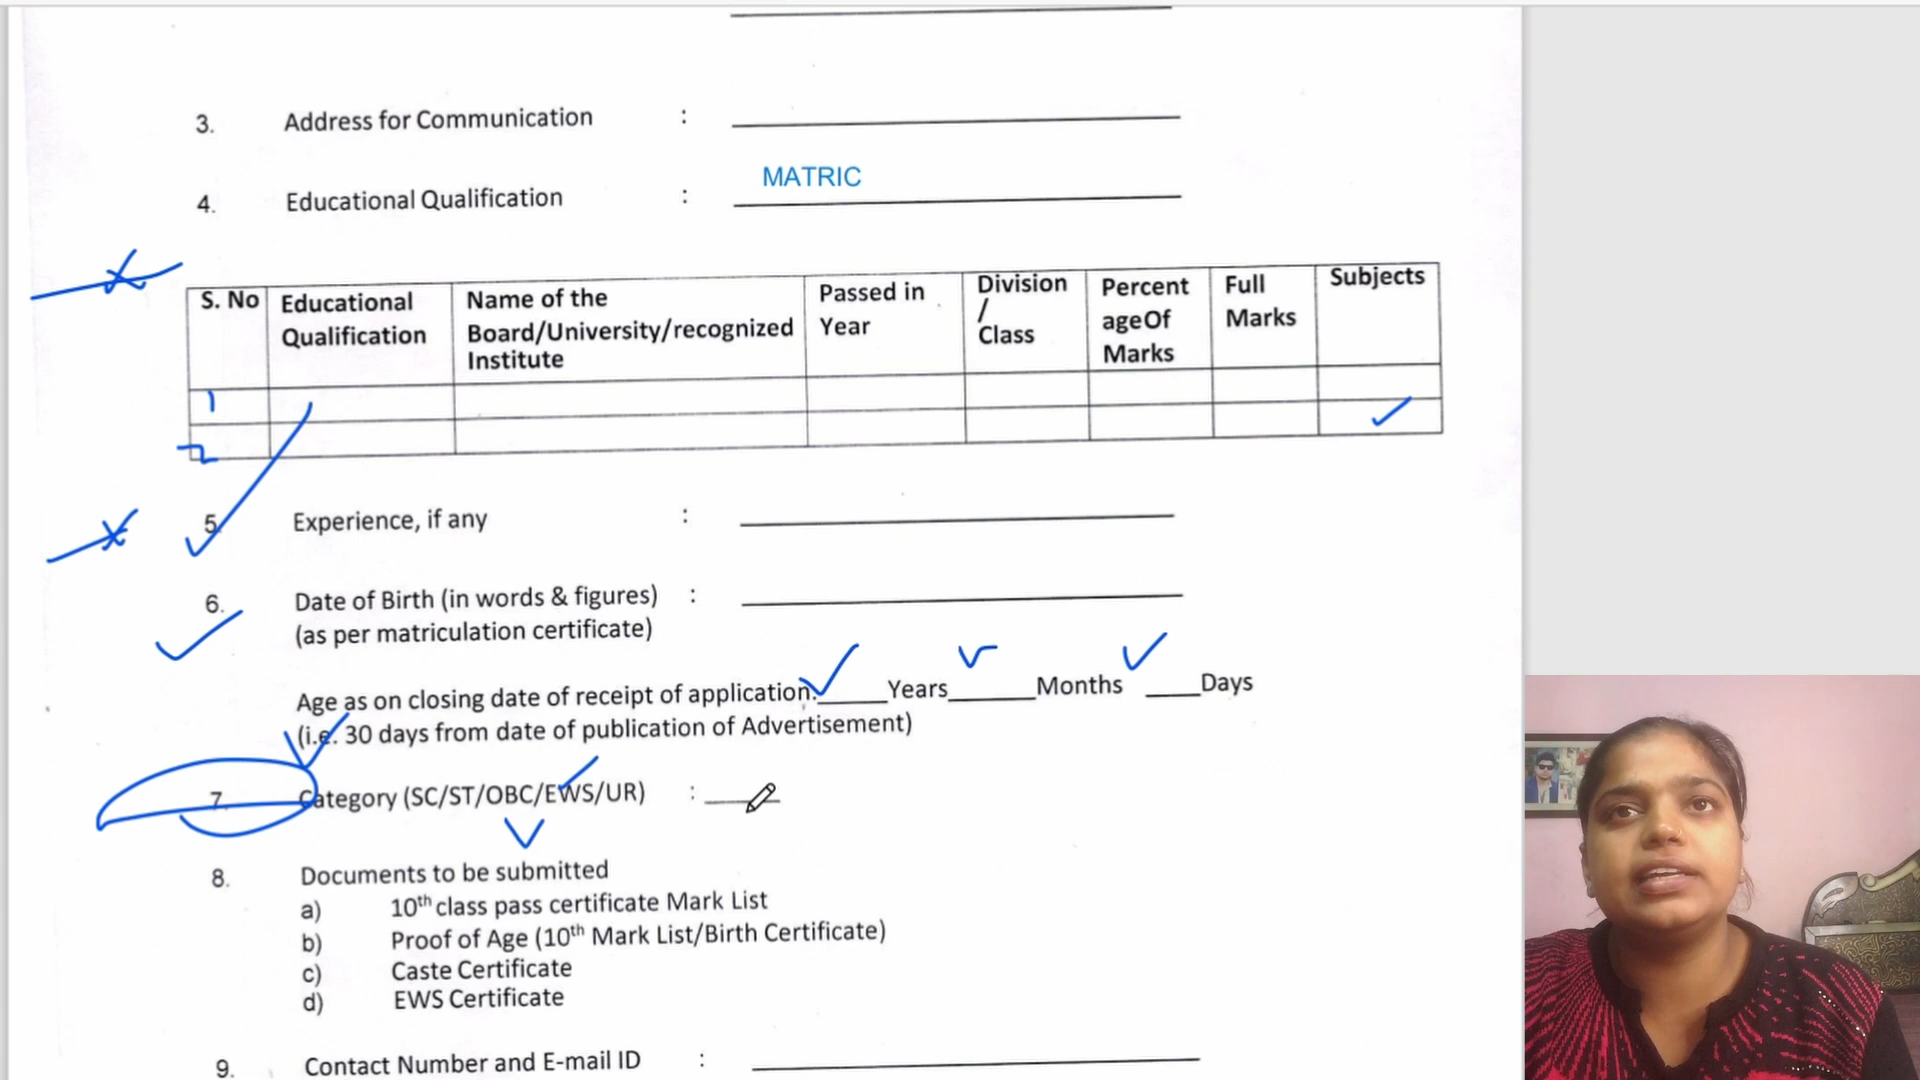 3. Address for Communication :
MATRIC
4. Educational Qualification :
S. No Educational Qualification Name of the Board/University/recognized Institute Passed in Year Division / Class Percent ageOf Marks Full Marks Subjects
1
2
5. Experience, if any :
6. Date of Birth (in words & figures) :
(as per matriculation certificate)
Age as on closing date of receipt of application:____Years_____Months ___Days
(i.e. 30 days from date of publication of Advertisement)
7. Category (SC/ST/OBC/EWS/UR) :
8. Documents to be submitted
a) 10th class pass certificate Mark List
b) Proof of Age (10th Mark List/Birth Certificate)
c) Caste Certificate
d) EWS Certificate
9. Contact Number and E-mail ID :